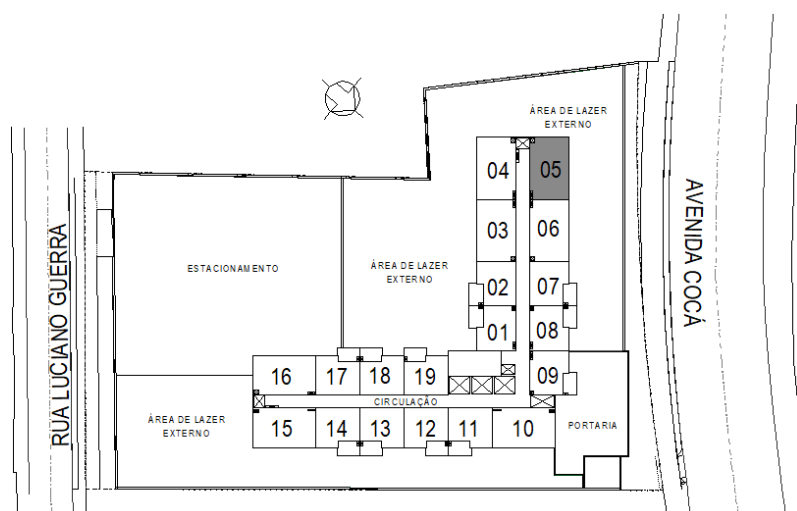 ÁREA DE LAZER
EXTERNO
04
05
03
06
02
07
01
08
09
ESTACIONAMENTO
ÁREA DE LAZER
EXTERNO
16
17
18
19
CIRCULAÇÃO
15
14
13
12
11
10
PORTARIA
ÁREA DE LAZER
EXTERNO
RUA LUCIANO GUERRA
AVENIDA COCÁ